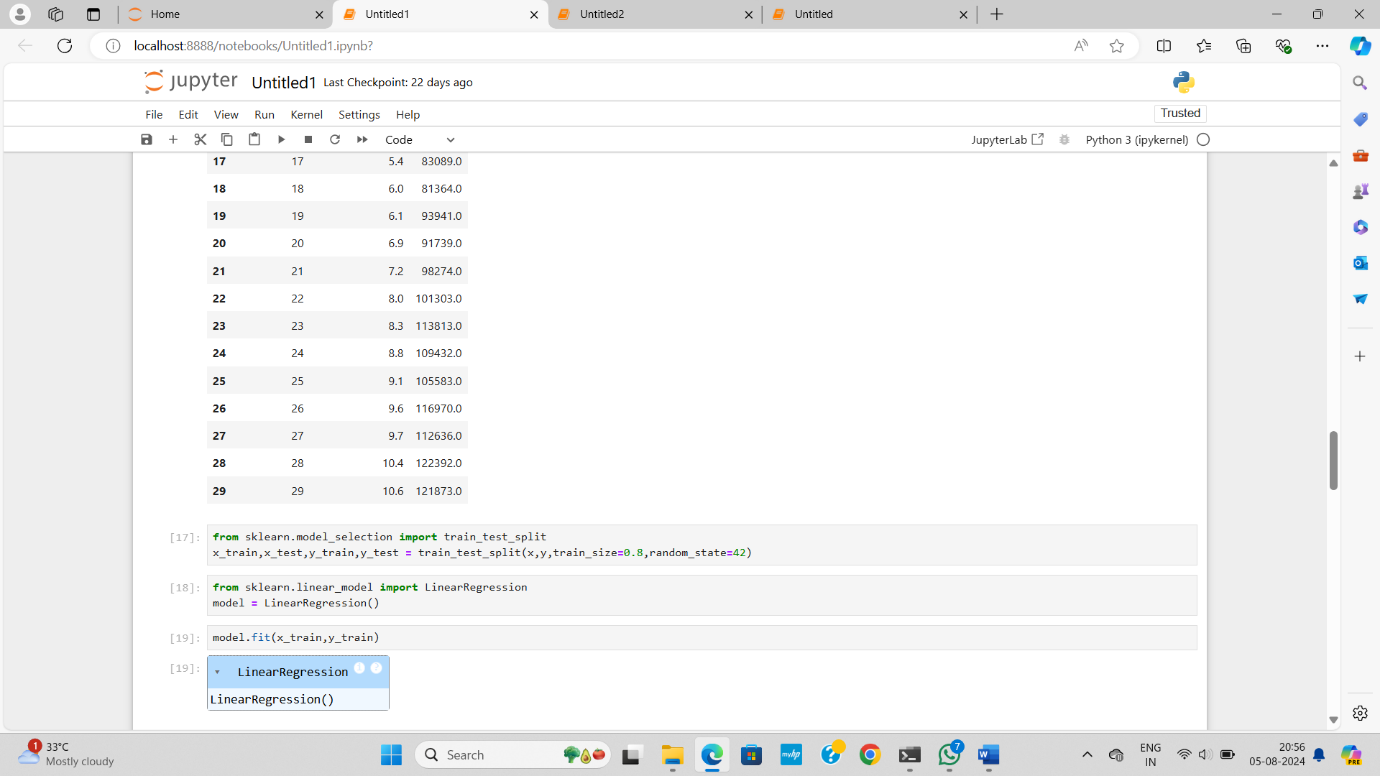 Home
Untitled1
Untitled2
Untitled
localhost:8888/notebooks/Untitled1.ipynb?
jupyter Untitled1 Last Checkpoint: 22 days ago
File Edit View Run Kernel Settings Help
Trusted
Code
JupyterLab
Python 3 (ipykernel)
17 17 5.4 83089.0
18 18 6.0 81364.0
19 19 6.1 93941.0
20 20 6.9 91739.0
21 21 7.2 98274.0
22 22 8.0 101303.0
23 23 8.3 113813.0
24 24 8.8 109432.0
25 25 9.1 105583.0
26 26 9.6 116970.0
27 27 9.7 112636.0
28 28 10.4 122392.0
29 29 10.6 121873.0
[17]: from sklearn.model_selection import train_test_split
x_train,x_test,y_train,y_test = train_test_split(x,y,train_size=0.8,random_state=42)
[18]: from sklearn.linear_model import LinearRegression
model = LinearRegression()
[19]: model.fit(x_train,y_train)
[19]: LinearRegression
LinearRegression()
1
33°C
Mostly cloudy
Search
mvhp
7
ENG
IN
20:56
05-08-2024
PRE